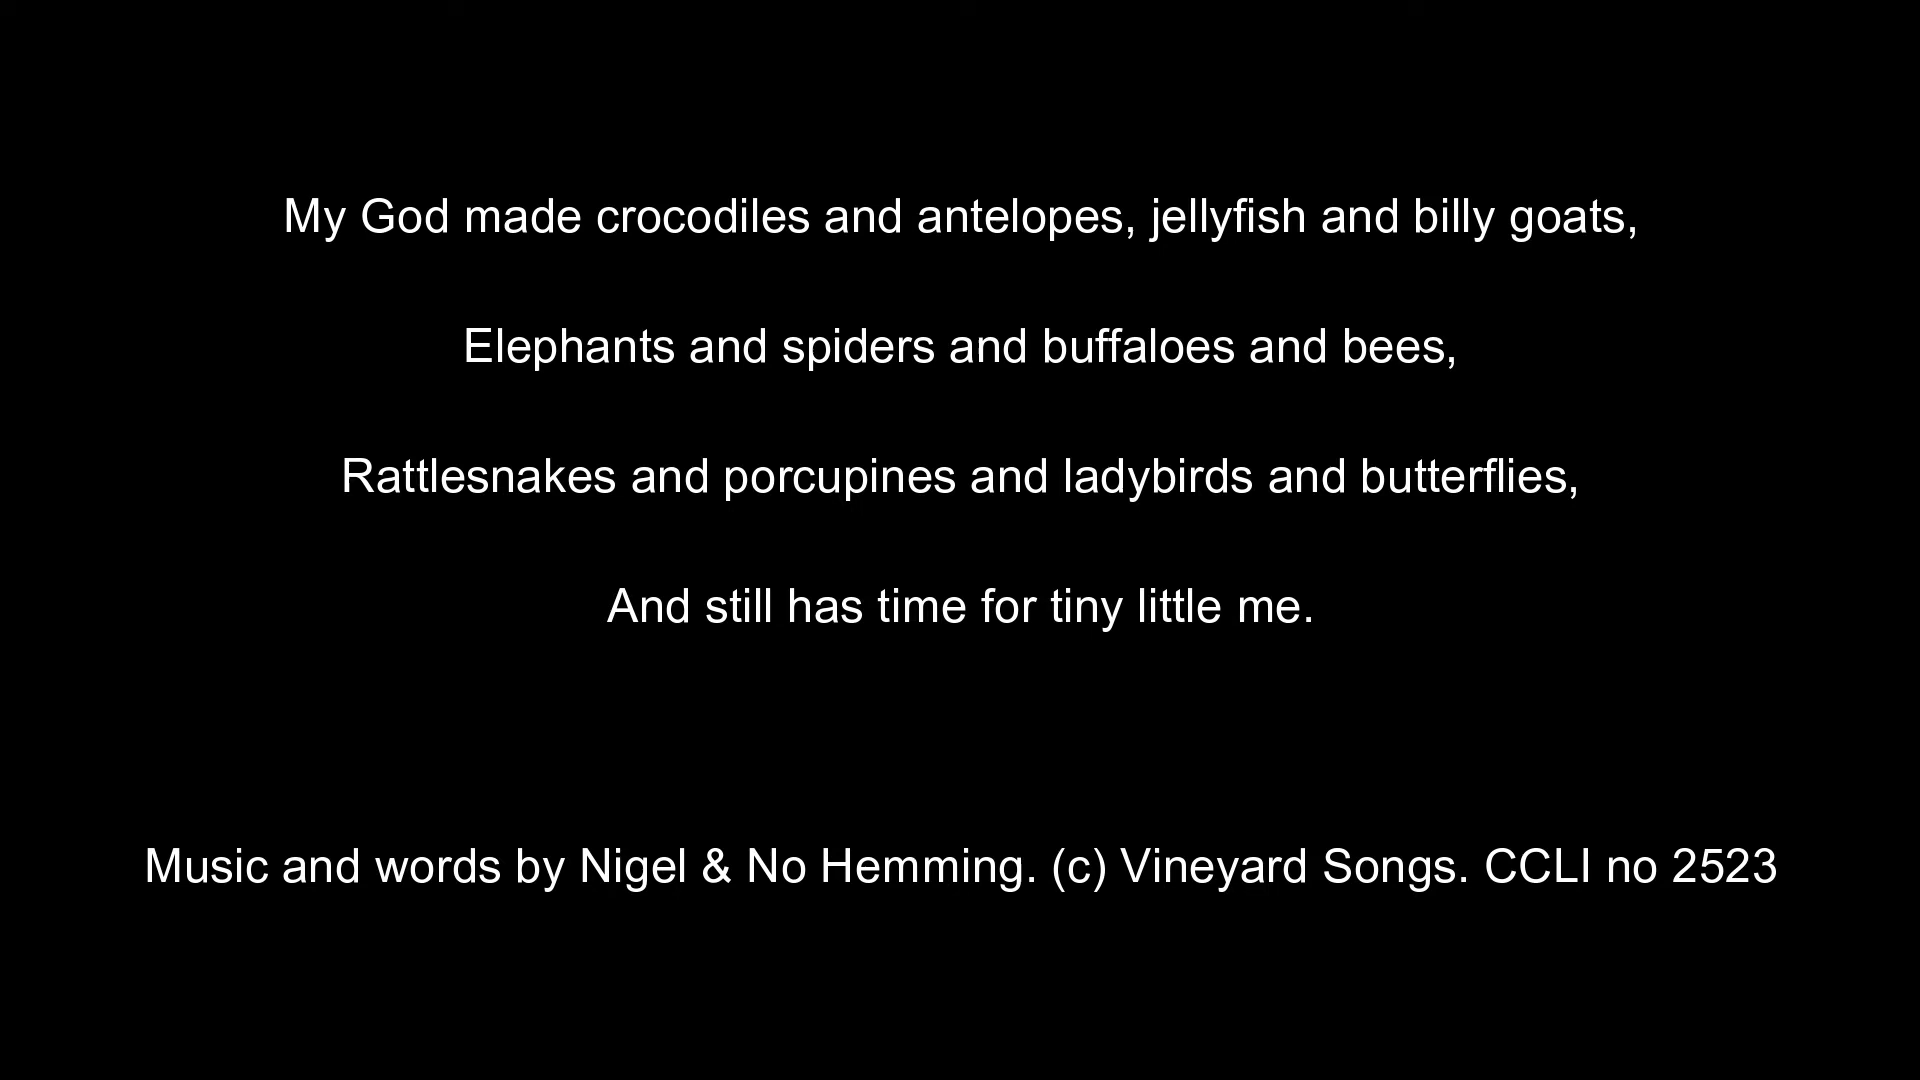 My God made crocodiles and antelopes, jellyfish and billy goats,
Elephants and spiders and buffaloes and bees,
Rattlesnakes and porcupines and ladybirds and butterflies,
And still has time for tiny little me.
Music and words by Nigel & No Hemming. (c) Vineyard Songs. CCLI no 2523